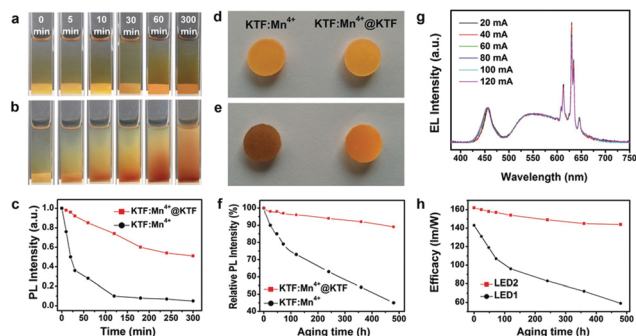 a
0
min
5
min
10
min
30
min
60
min
300
min
b
c
PL Intensity (a.u.)
1.0
0.8
0.6
0.4
0.2
0.0
KTF:Mn⁴⁺@KTF
KTF:Mn⁴⁺
0 50 100 150 200 250 300
Time (min)
d
KTF:Mn⁴⁺ KTF:Mn⁴⁺@KTF
e
f
Relative PL Intensity (%)
100
90
80
70
60
50
40
KTF:Mn⁴⁺@KTF
KTF:Mn⁴⁺
0 100 200 300 400 500
Aging time (h)
g
EL Intensity (a.u.)
20 mA
40 mA
60 mA
80 mA
100 mA
120 mA
400 450 500 550 600 650 700 750
Wavelength (nm)
h
Efficacy (lm/W)
160
140
120
100
80
60
LED2
LED1
0 100 200 300 400 500
Aging time (h)